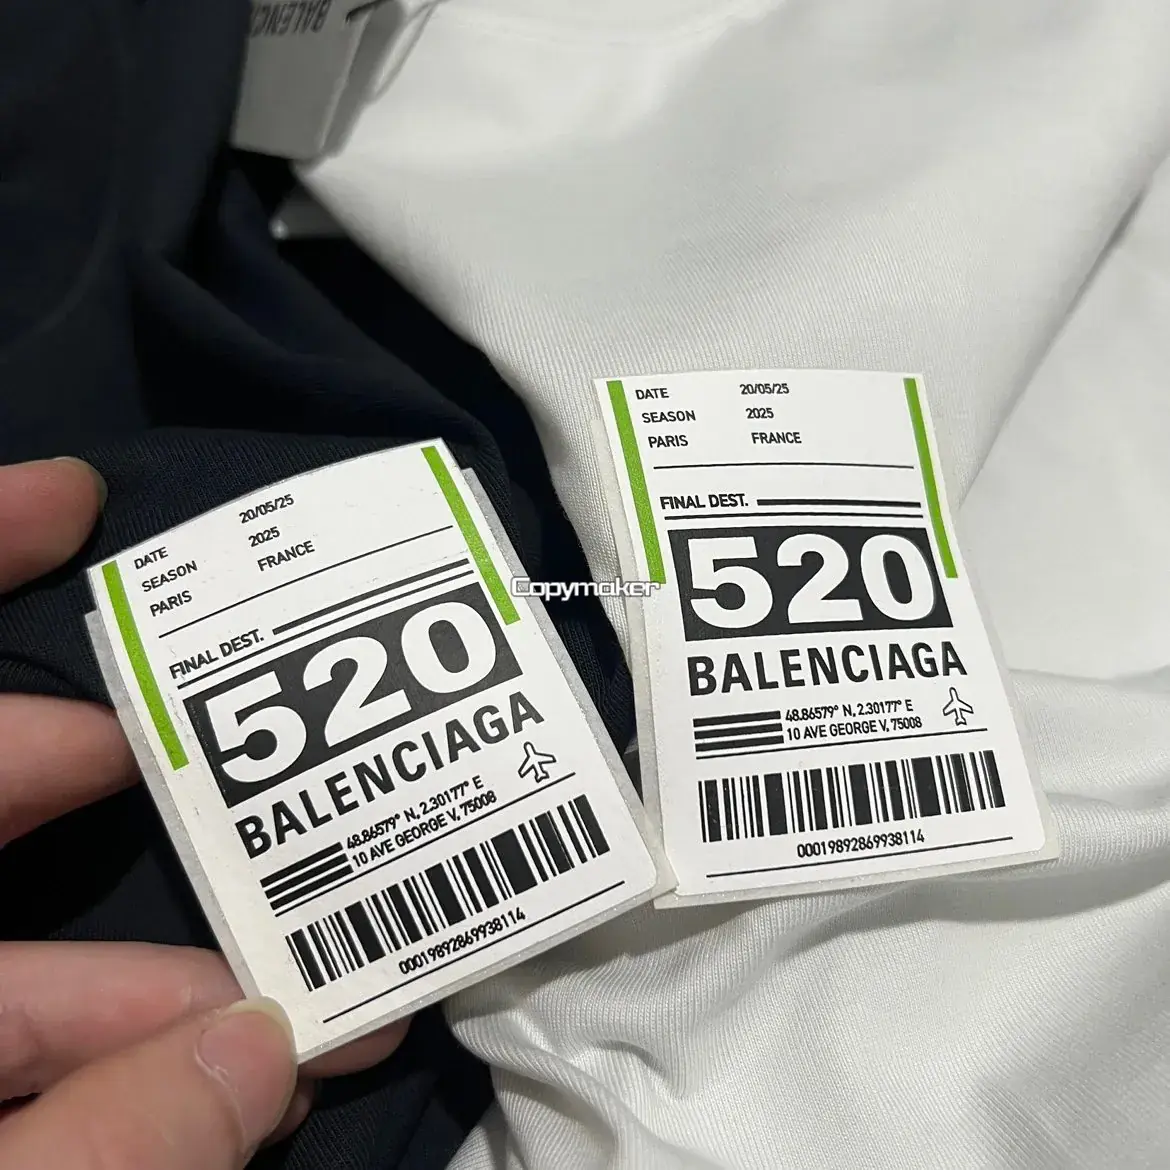 BALENC
DATE 20/05/25
SEASON 2025
PARIS FRANCE
FINAL DEST.
520
BALENCIAGA
48.86579° N, 2.30177° E
10 AVE GEORGE V, 75008
00019892869938114
DATE 20/05/25
SEASON 2025
PARIS FRANCE
FINAL DEST.
520
BALENCIAGA
48.86579° N, 2.30177° E
10 AVE GEORGE V, 75008
00019892869938114
Copymaker